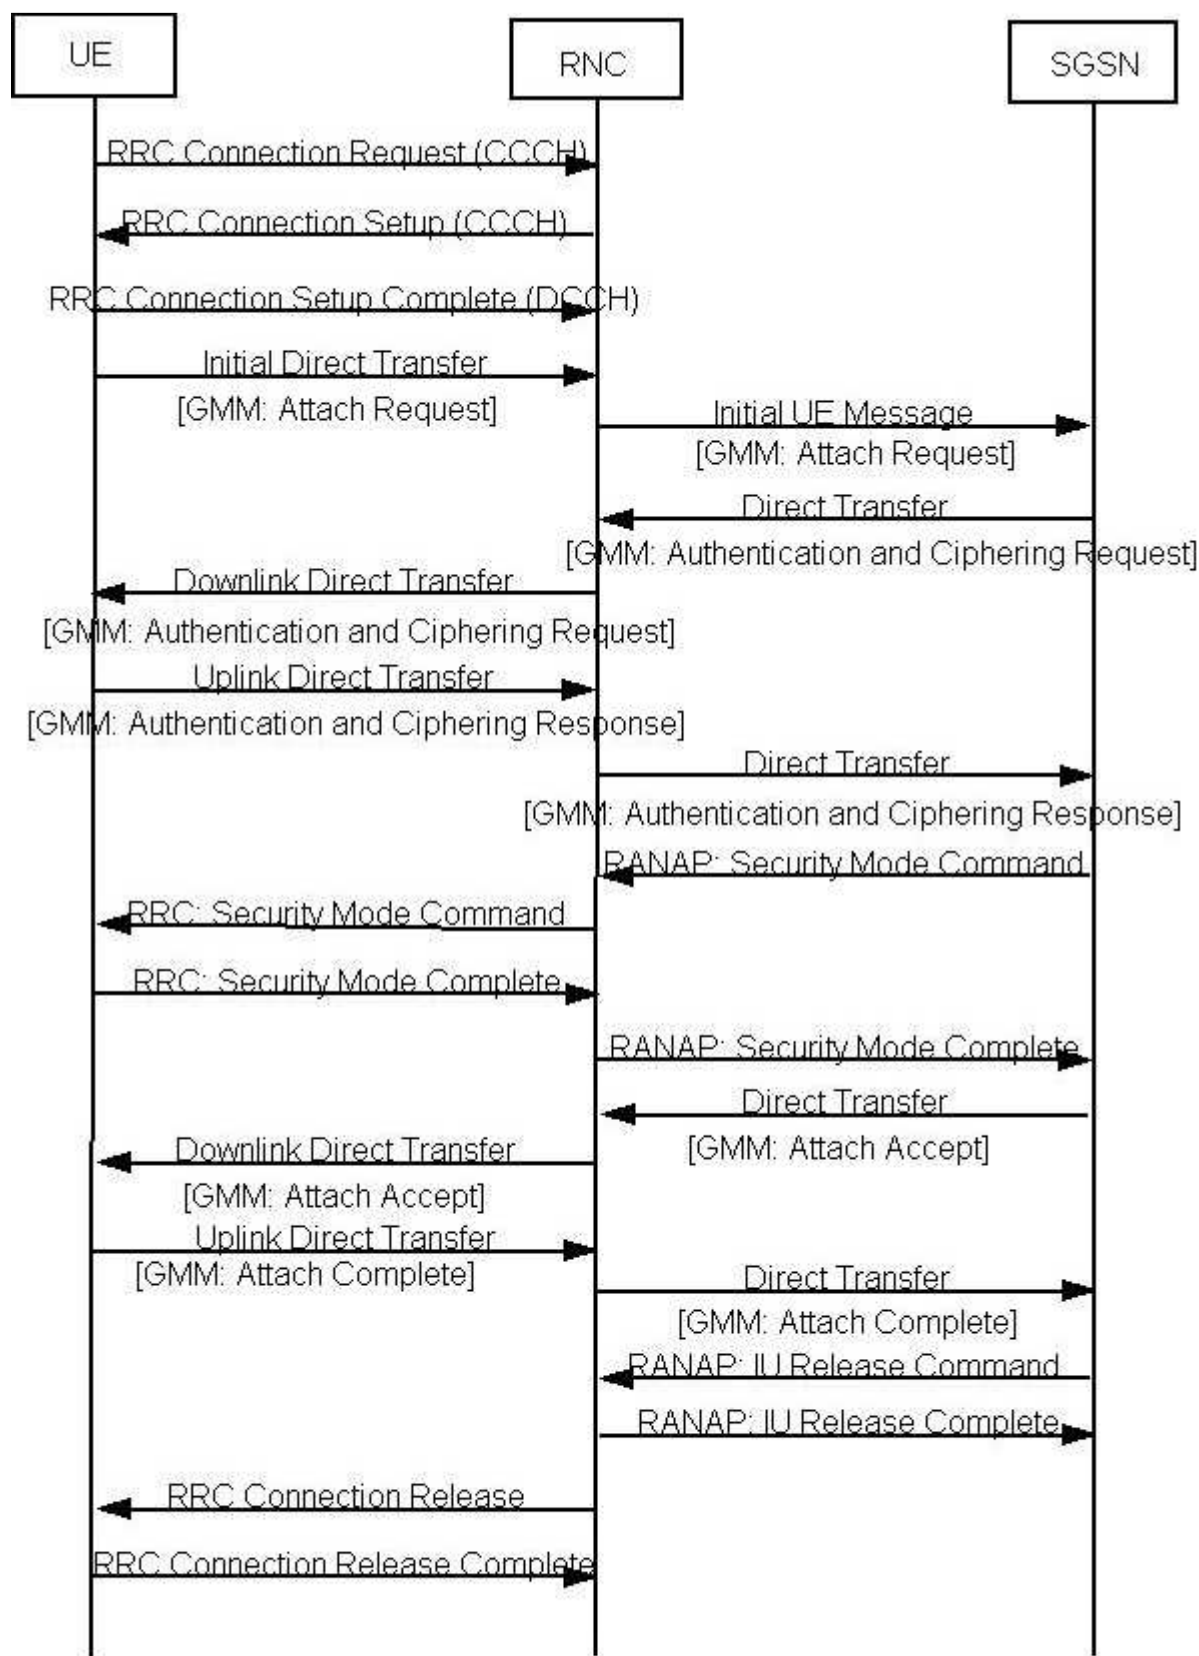 UE
RNC
SGSN
RRC Connection Request (CCCH)
RRC Connection Setup (CCCH)
RRC Connection Setup Complete (DCCH)
Initial Direct Transfer
[GMM: Attach Request]
Initial UE Message
[GMM: Attach Request]
Direct Transfer
[GMM: Authentication and Ciphering Request]
Downlink Direct Transfer
[GMM: Authentication and Ciphering Request]
Uplink Direct Transfer
[GMM: Authentication and Ciphering Response]
Direct Transfer
[GMM: Authentication and Ciphering Response]
RANAP: Security Mode Command
RRC: Security Mode Command
RRC: Security Mode Complete
RANAP: Security Mode Complete
Direct Transfer
[GMM: Attach Accept]
Downlink Direct Transfer
[GMM: Attach Accept]
Uplink Direct Transfer
[GMM: Attach Complete]
Direct Transfer
[GMM: Attach Complete]
RANAP: IU Release Command
RANAP: IU Release Complete
RRC Connection Release
RRC Connection Release Complete